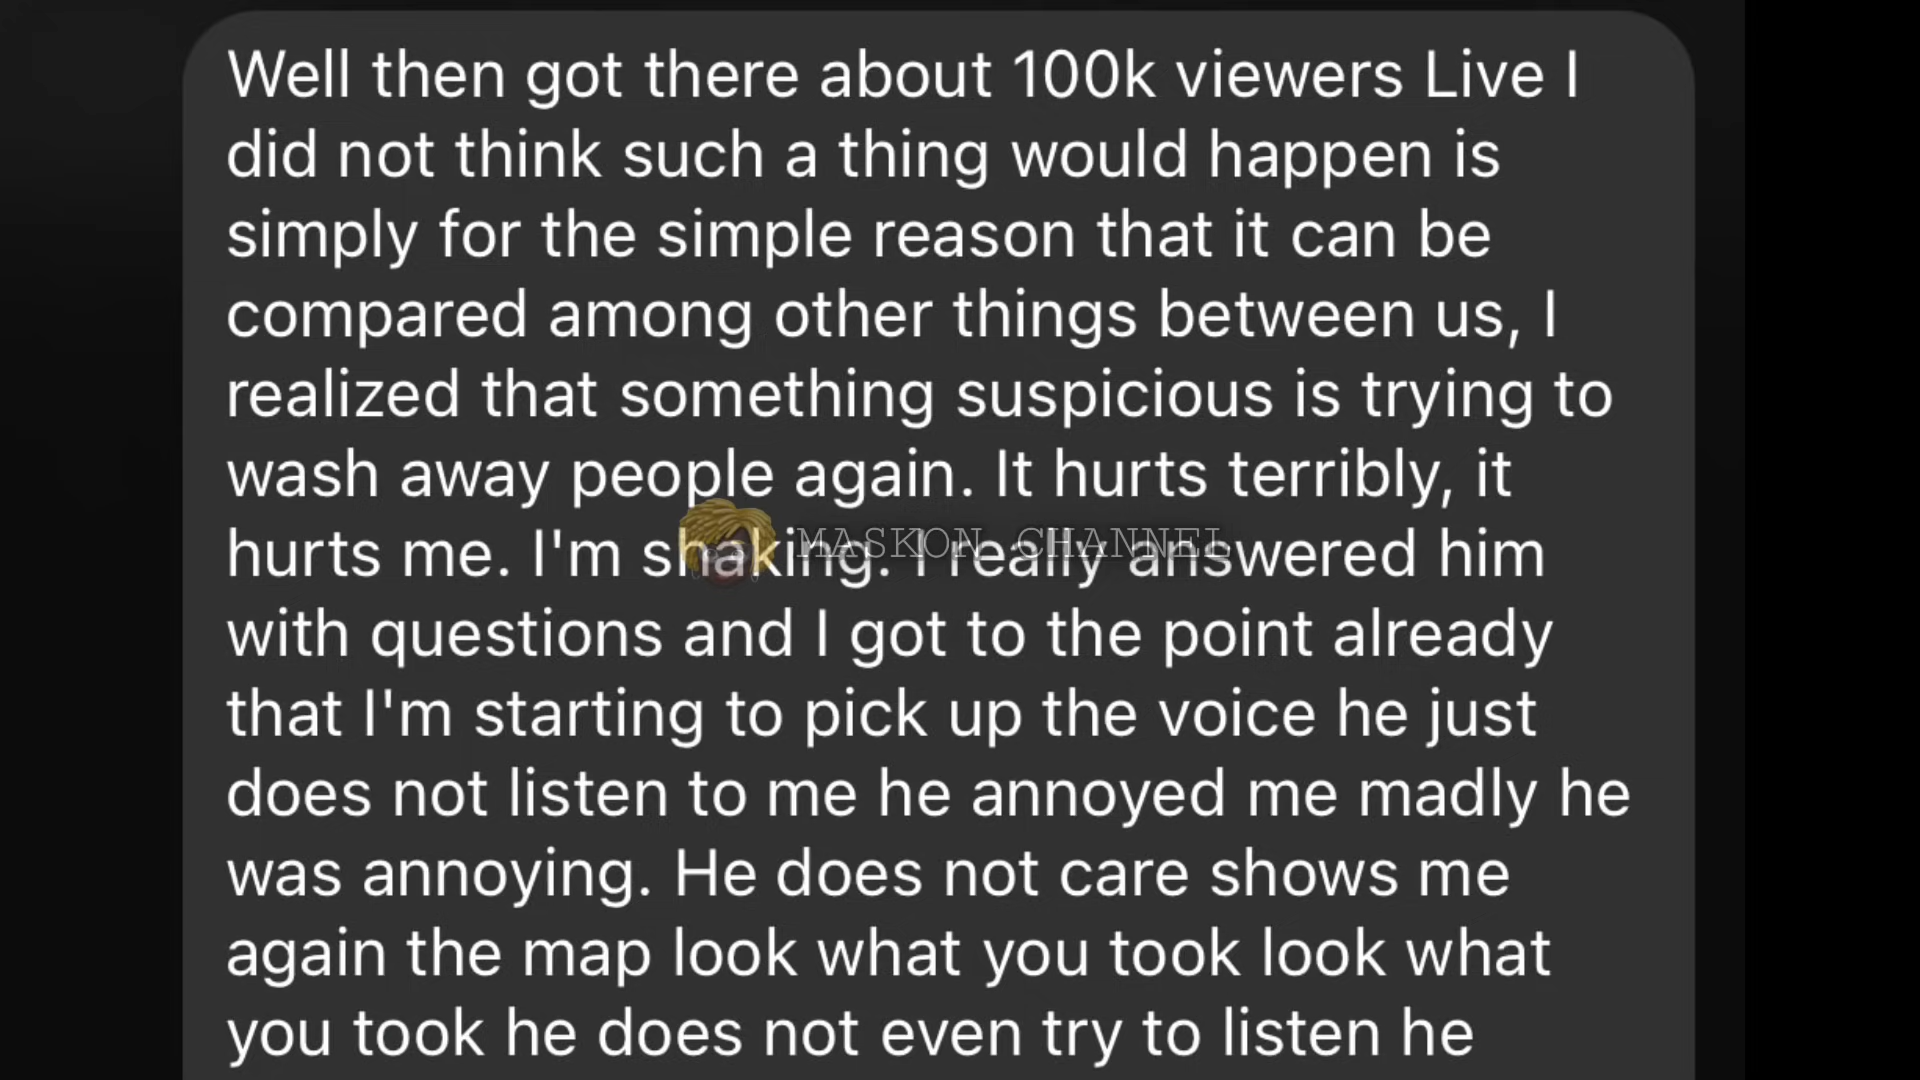 Well then got there about 100k viewers Live I
did not think such a thing would happen is
simply for the simple reason that it can be
compared among other things between us, I
realized that something suspicious is trying to
wash away people again. It hurts terribly, it
hurts me. I'm shaking. I really answered him
MASKON CHANNEL
with questions and I got to the point already
that I'm starting to pick up the voice he just
does not listen to me he annoyed me madly he
was annoying. He does not care shows me
again the map look what you took look what
you took he does not even try to listen he